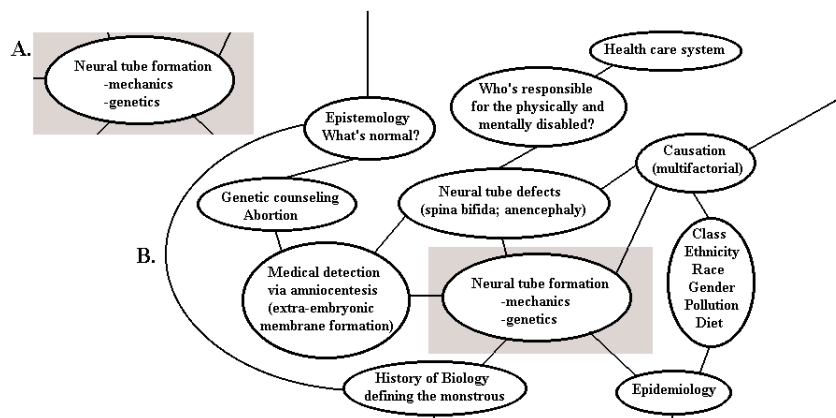 A.
Neural tube formation
-mechanics
-genetics
Health care system
Who's responsible
for the physically and
mentally disabled?
Epistemology
What's normal?
Causation
(multifactorial)
Genetic counseling
Abortion
Neural tube defects
(spina bifida; anencephaly)
B.
Medical detection
via amniocentesis
(extra-embryonic
membrane formation)
Neural tube formation
-mechanics
-genetics
Class
Ethnicity
Race
Gender
Pollution
Diet
History of Biology
defining the monstrous
Epidemiology